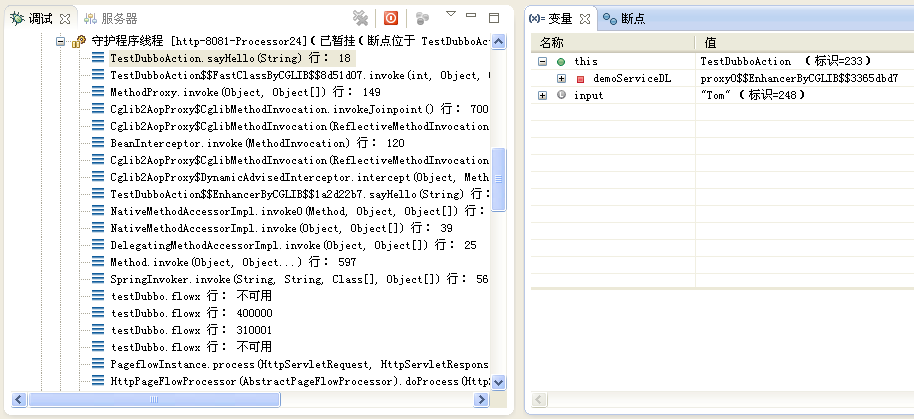 调试 服务器
守护程序线程 [http-8081-Processor24]（已暂挂（断点位于 TestDubboAc
TestDubboAction.sayHello(String) 行: 18
TestDubboAction$$FastClassByCGLIB$$8d51d07.invoke(int, Object, 
MethodProxy.invoke(Object, Object[]) 行: 149
Cglib2AopProxy$CglibMethodInvocation.invokeJoinpoint() 行: 700
Cglib2AopProxy$CglibMethodInvocation(ReflectiveMethodInvocation
BeanInterceptor.invoke(MethodInvocation) 行: 120
Cglib2AopProxy$CglibMethodInvocation(ReflectiveMethodInvocation
Cglib2AopProxy$DynamicAdvisedInterceptor.intercept(Object, Meth
TestDubboAction$$EnhancerByCGLIB$$1a2d22b7.sayHello(String) 行:
NativeMethodAccessorImpl.invoke0(Method, Object, Object[]) 行:
NativeMethodAccessorImpl.invoke(Object, Object[]) 行: 39
DelegatingMethodAccessorImpl.invoke(Object, Object[]) 行: 25
Method.invoke(Object, Object...) 行: 597
SpringInvoker.invoke(String, String, Class[], Object[]) 行: 56
testDubbo.flowx 行: 不可用
testDubbo.flowx 行: 400000
testDubbo.flowx 行: 310001
testDubbo.flowx 行: 不可用
PageflowInstance.process(HttpServletRequest, HttpServletRespons
HttpPageFlowProcessor(AbstractPageFlowProcessor).doProcess(HttpS
(x)= 变量 断点
名称 值
this TestDubboAction （标识=233）
demoServiceDL proxy0$$EnhancerByCGLIB$$3365dbd7
input "Tom"（标识=248）